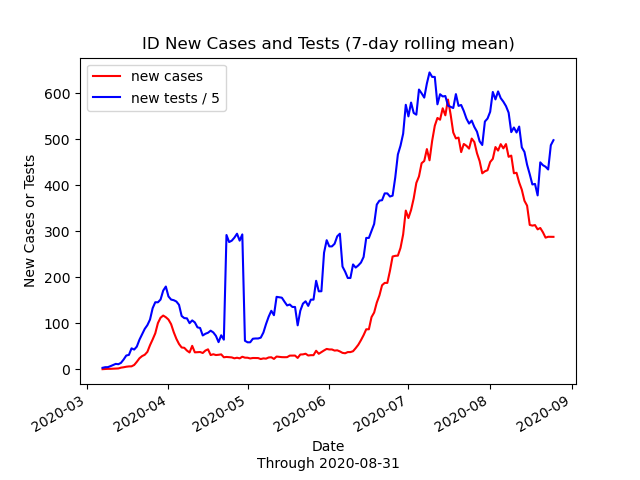 ID New Cases and Tests (7-day rolling mean)
new cases
new tests / 5
New Cases or Tests
600
500
400
300
200
100
0
2020-03
2020-04
2020-05
2020-06
2020-07
2020-08
2020-09
Date
Through 2020-08-31